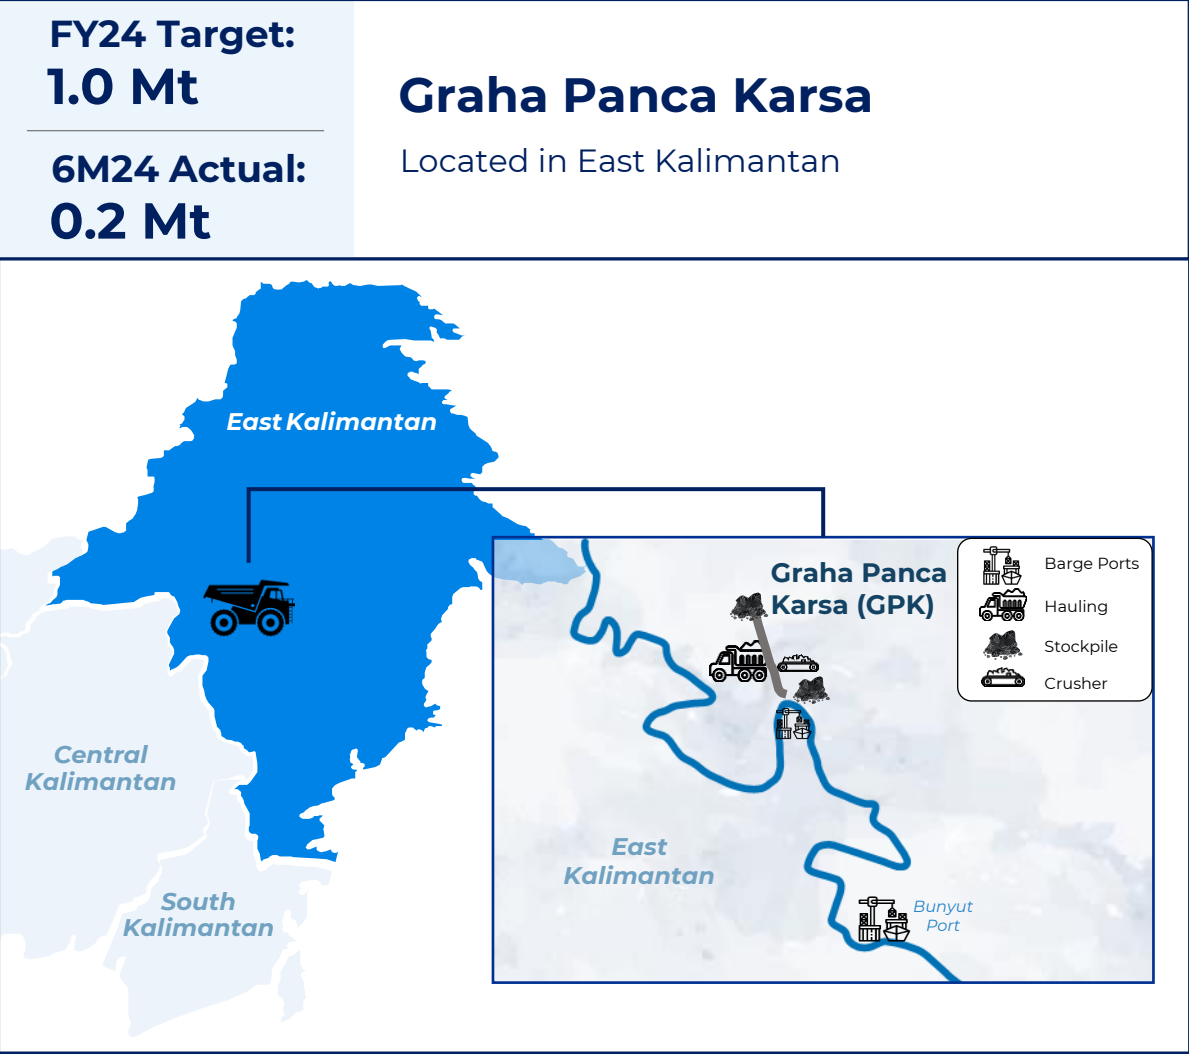 FY24 Target:
1.0 Mt
6M24 Actual:
0.2 Mt
Graha Panca Karsa
Located in East Kalimantan
East Kalimantan
Central
Kalimantan
South
Kalimantan
Graha Panca
Karsa (GPK)
Barge Ports
Hauling
Stockpile
Crusher
East
Kalimantan
Bunyut
Port